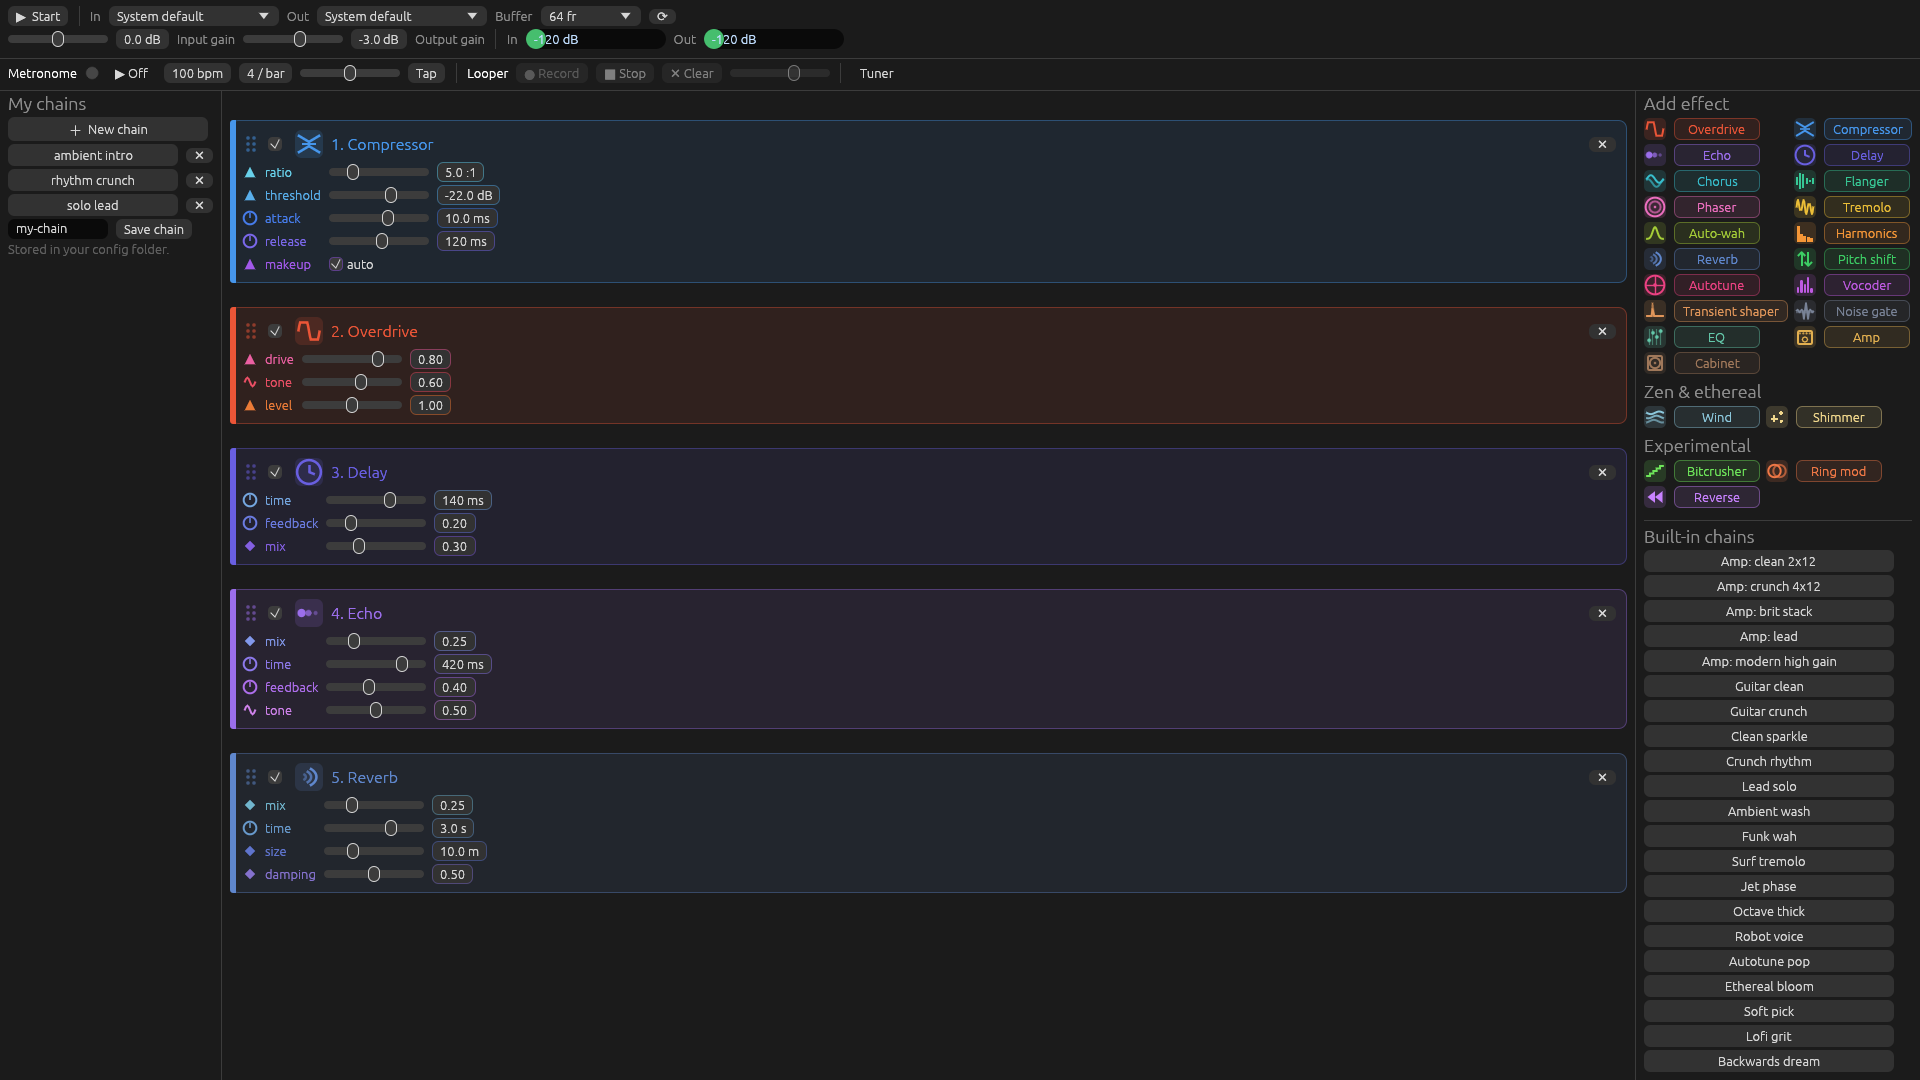 ▶ Start In System default Out System default Buffer 64 fr ⟳
0.0 dB Input gain -3.0 dB Output gain In -120 dB Out -120 dB
Metronome ▶ Off 100 bpm 4 / bar Tap Looper ● Record ■ Stop ✕ Clear Tuner
My chains
+ New chain
ambient intro ✕
rhythm crunch ✕
solo lead ✕
my-chain Save chain
Stored in your config folder.
1. Compressor ✕
ratio 5.0 :1
threshold -22.0 dB
attack 10.0 ms
release 120 ms
makeup auto
2. Overdrive ✕
drive 0.80
tone 0.60
level 1.00
3. Delay ✕
time 140 ms
feedback 0.20
mix 0.30
4. Echo ✕
mix 0.25
time 420 ms
feedback 0.40
tone 0.50
5. Reverb ✕
mix 0.25
time 3.0 s
size 10.0 m
damping 0.50
Add effect
Overdrive Compressor
Echo Delay
Chorus Flanger
Phaser Tremolo
Auto-wah Harmonics
Reverb Pitch shift
Autotune Vocoder
Transient shaper Noise gate
EQ Amp
Cabinet
Zen & ethereal
Wind Shimmer
Experimental
Bitcrusher Ring mod
Reverse
Built-in chains
Amp: clean 2x12
Amp: crunch 4x12
Amp: brit stack
Amp: lead
Amp: modern high gain
Guitar clean
Guitar crunch
Clean sparkle
Crunch rhythm
Lead solo
Ambient wash
Funk wah
Surf tremolo
Jet phase
Octave thick
Robot voice
Autotune pop
Ethereal bloom
Soft pick
Lofi grit
Backwards dream